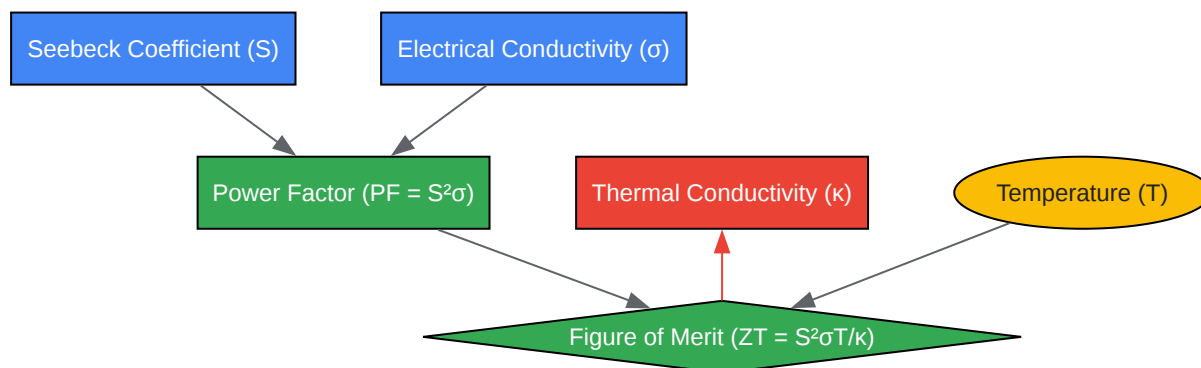 Seebeck Coefficient (S)
Electrical Conductivity (σ)
Power Factor (PF = S²σ)
Thermal Conductivity (κ)
Temperature (T)
Figure of Merit (ZT = S²σT/κ)